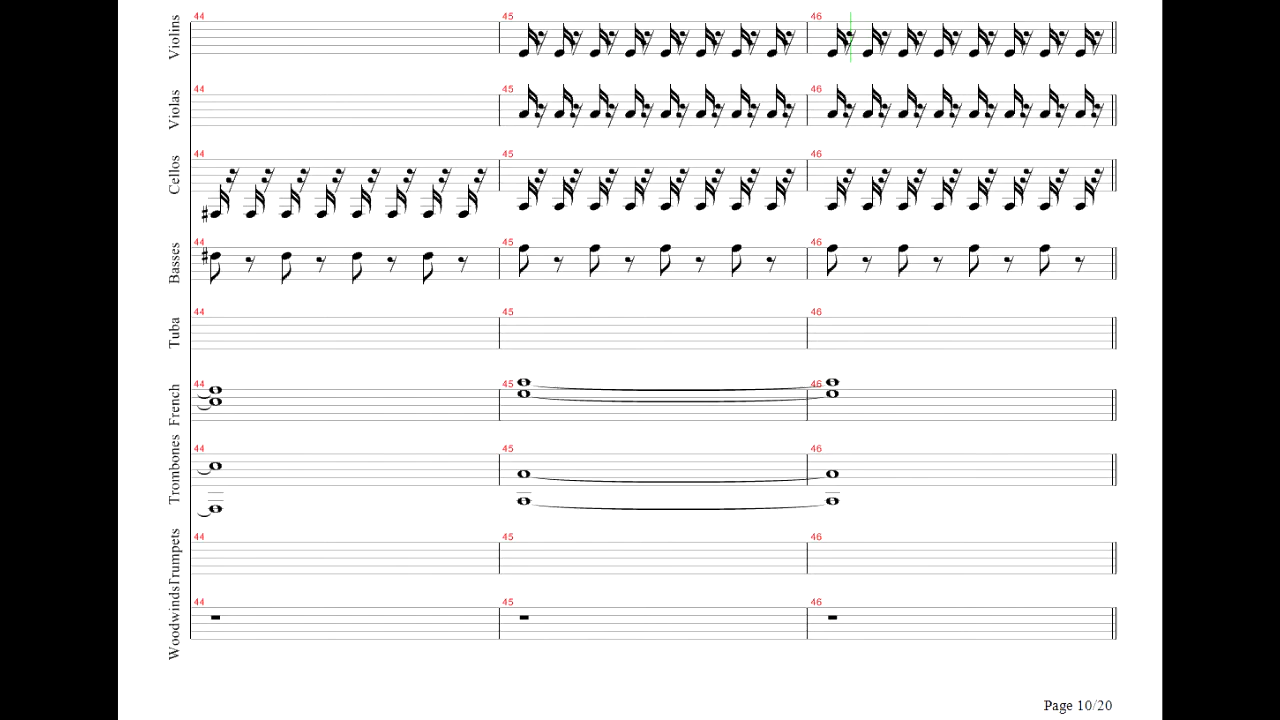 Violins 44 45 46
Violas 44 45 46
Cellos 44 45 46
Basses 44 45 46
Tuba 44 45 46
French 44 45 46
Trombones 44 45 46
Trumpets 44 45 46
Woodwinds 44 45 46
Page 10/20